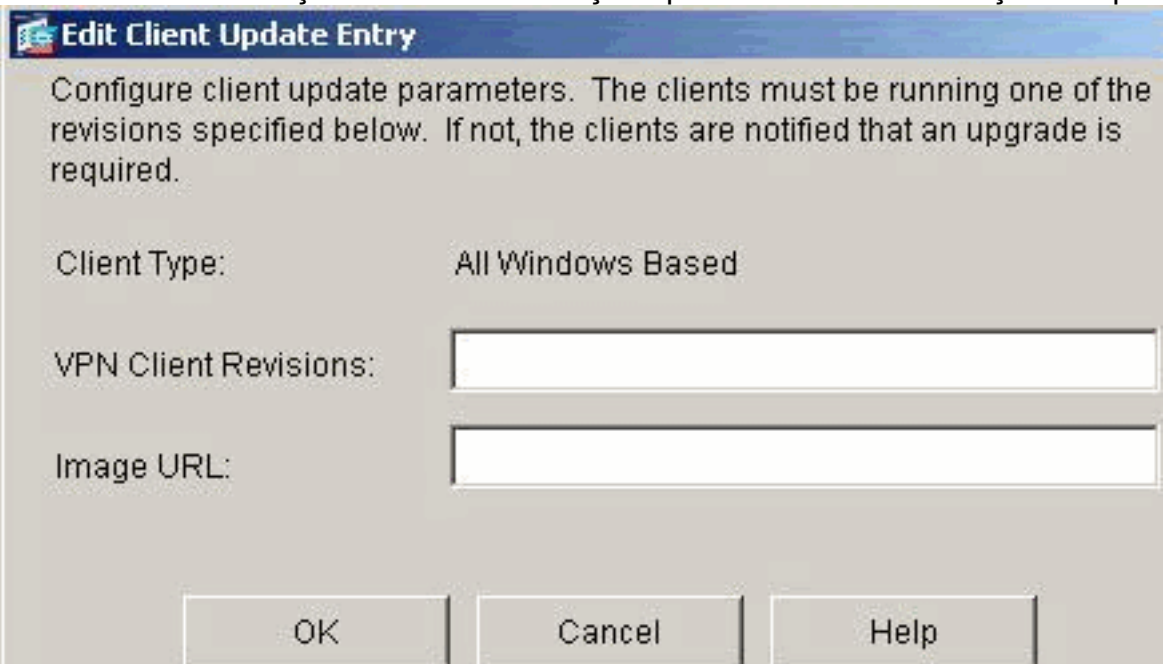 Edit Client Update Entry
Configure client update parameters. The clients must be running one of the
revisions specified below. If not, the clients are notified that an upgrade is
required.
Client Type: All Windows Based
VPN Client Revisions:
Image URL:
OK Cancel Help